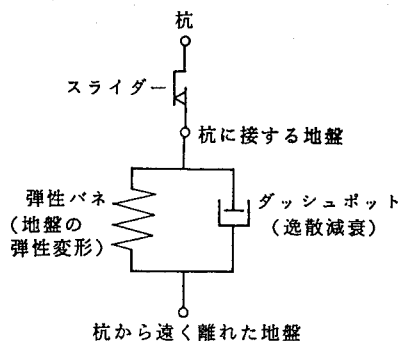 杭
スライダー
杭に接する地盤
弾性バネ
(地盤の
弾性変形)
ダッシュポット
(逸散減衰)
杭から遠く離れた地盤